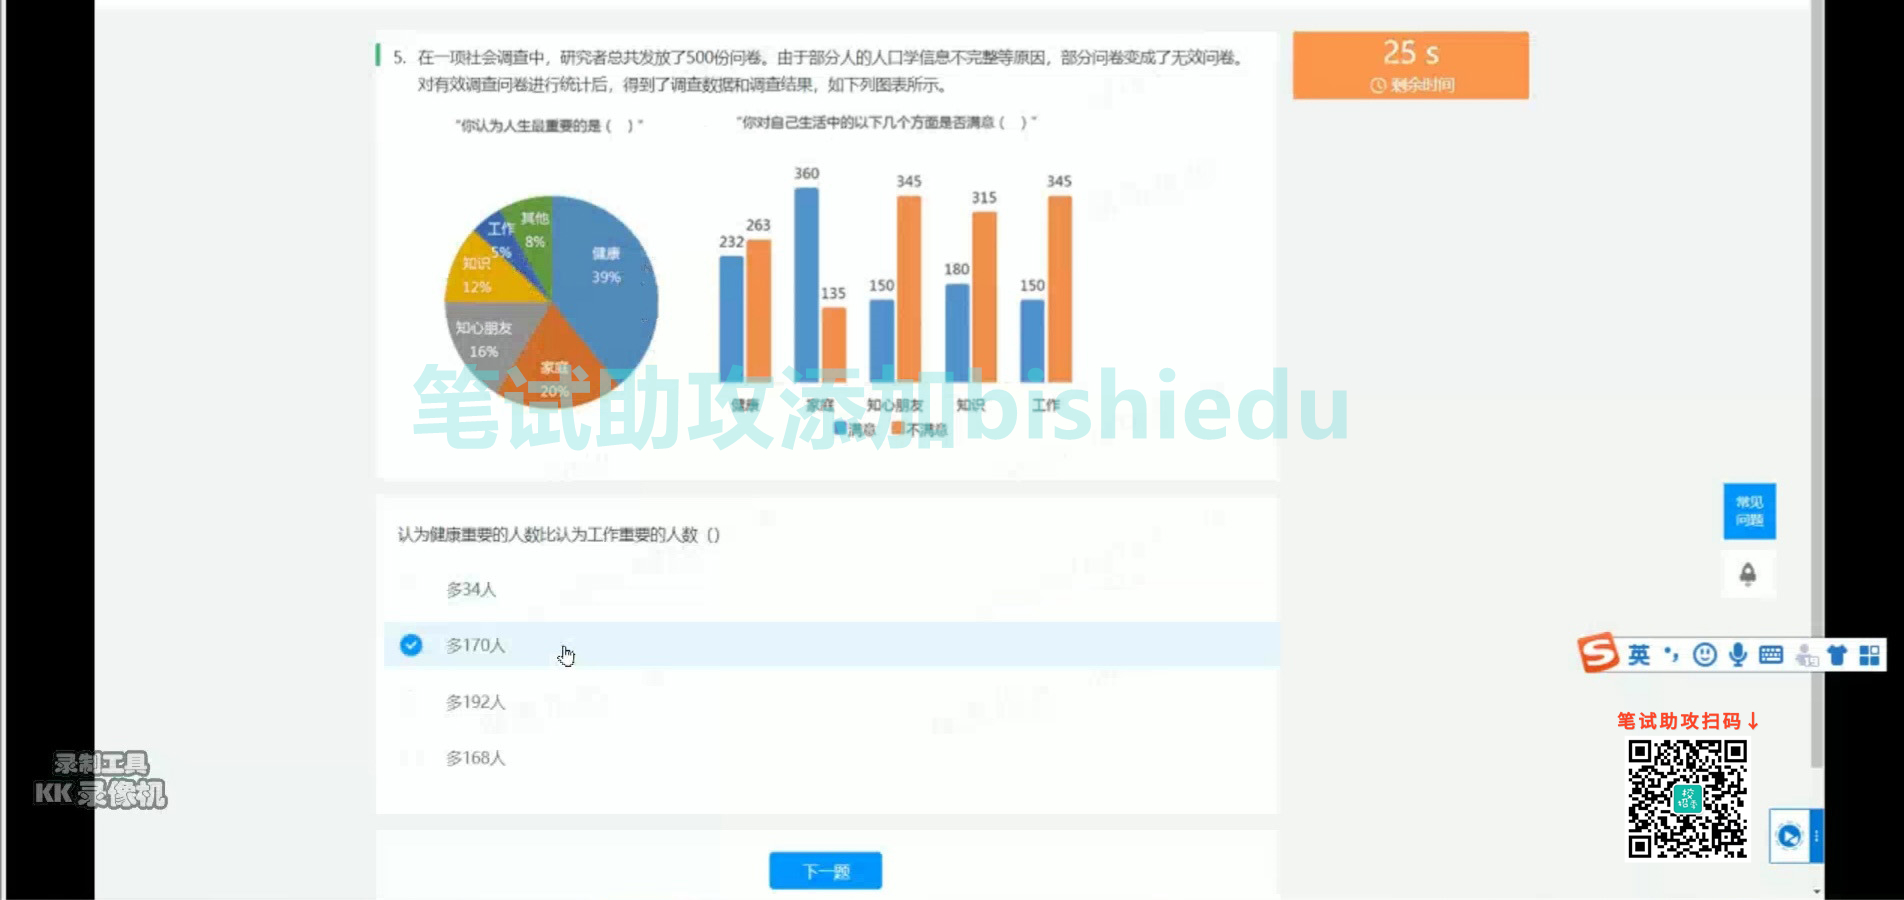 5. 在一项社会调查中，研究者总共发放了500份问卷。由于部分人的人口学信息不完整等原因，部分问卷变成了无效问卷。
对有效调查问卷进行统计后，得到了调查数据和调查结果，如下列图表所示。
25 s
剩余时间
“你认为人生最重要的是（　）”
“你对自己生活中的以下几个方面是否满意（　）”
其他
8%
工作
5%
健康
39%
知识
12%
知心朋友
16%
家庭
20%
232
263
360
135
150
345
180
315
150
345
健康
家庭
知心朋友
知识
工作
满意
不满意
笔试助攻添加bishiedu
认为健康重要的人数比认为工作重要的人数（）
多34人
多170人
多192人
多168人
下一题
常见
问题
英
笔试助攻扫码↓
录制工具
KK 录像机